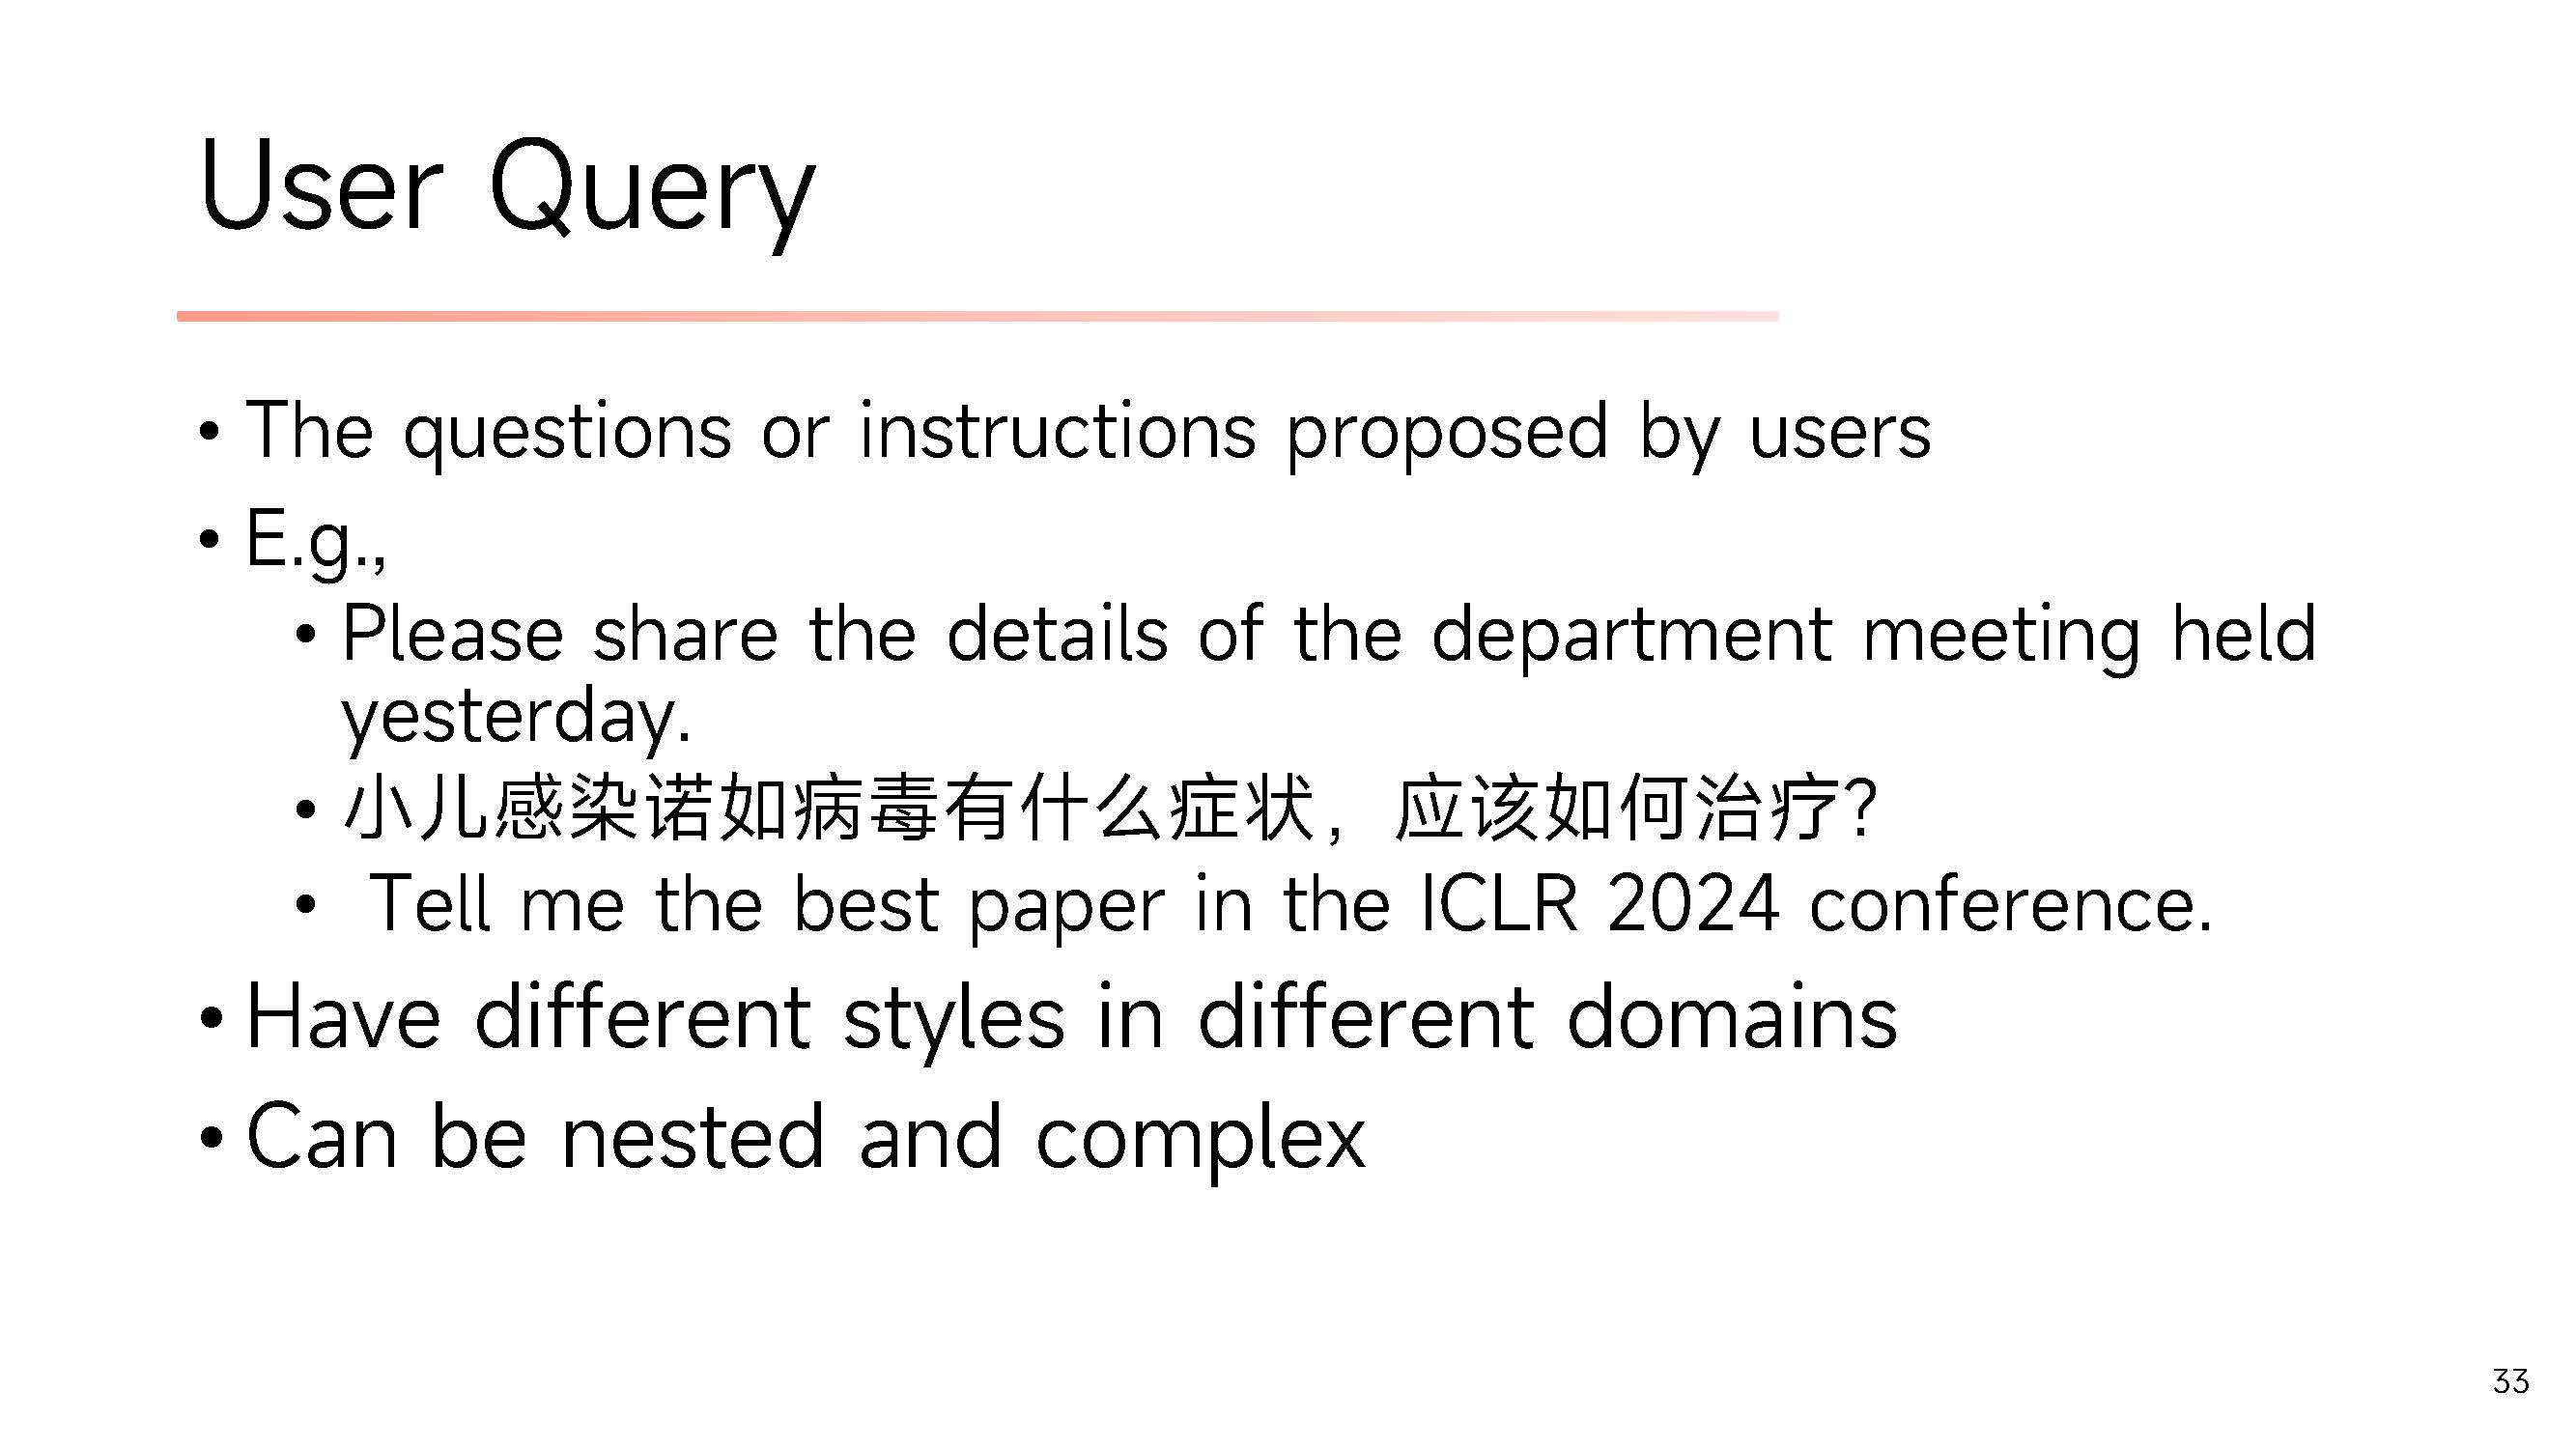 User Query
• The questions or instructions proposed by users
• E.g.,
• Please share the details of the department meeting held
yesterday.
• 小儿感染诺如病毒有什么症状，应该如何治疗？
• Tell me the best paper in the ICLR 2024 conference.
• Have different styles in different domains
• Can be nested and complex
33